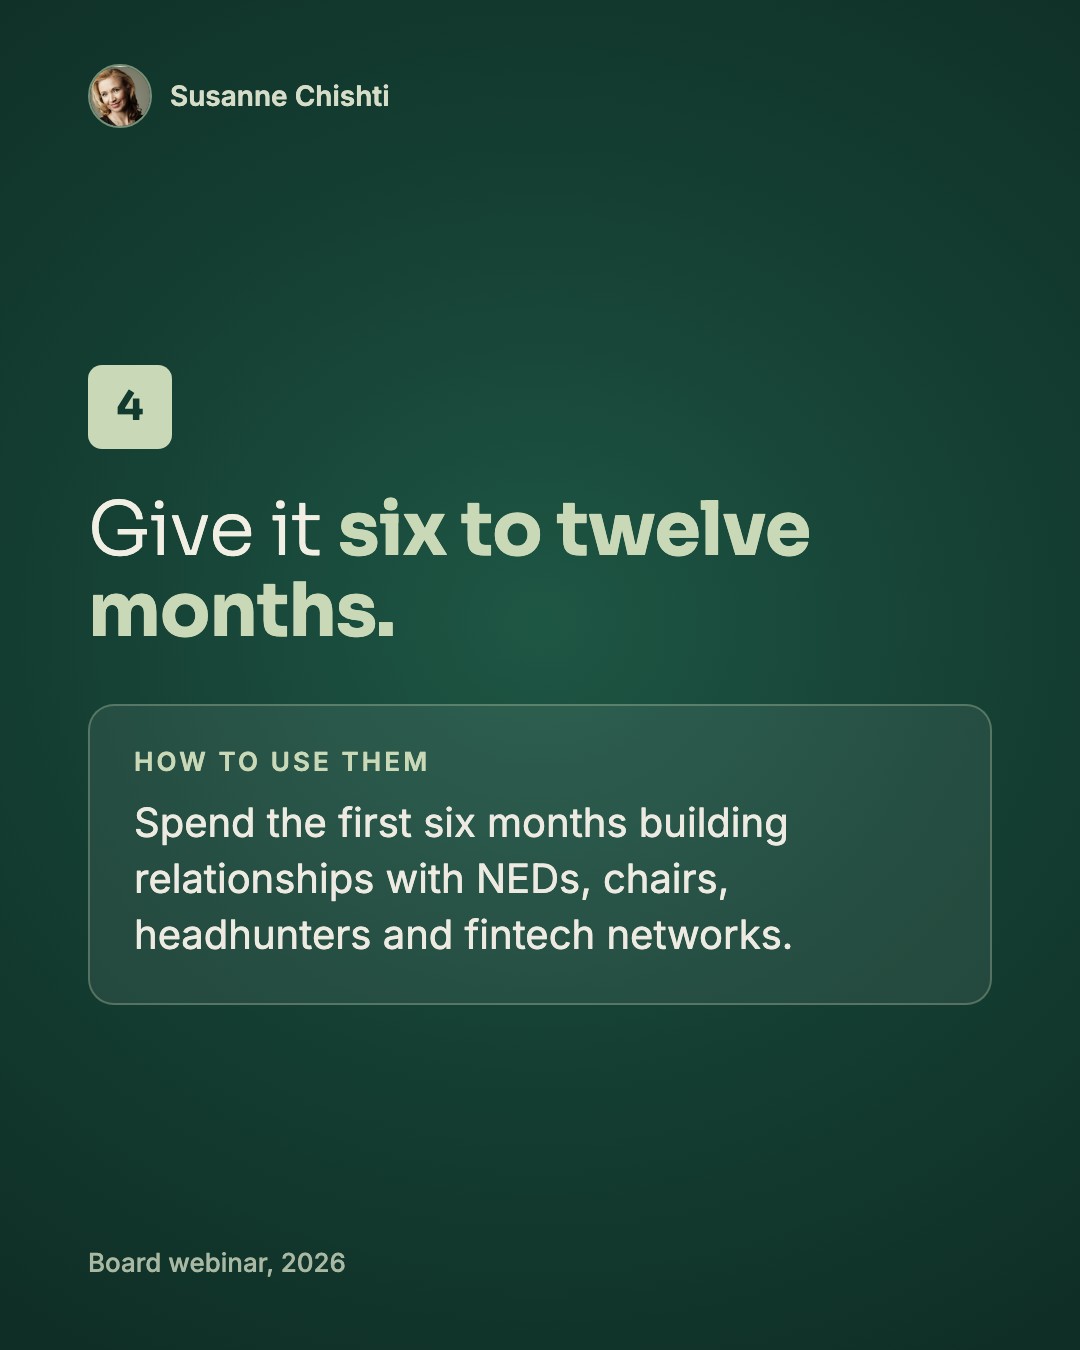 Susanne Chishti
4
Give it six to twelve
months.
HOW TO USE THEM
Spend the first six months building
relationships with NEDs, chairs,
headhunters and fintech networks.
Board webinar, 2026